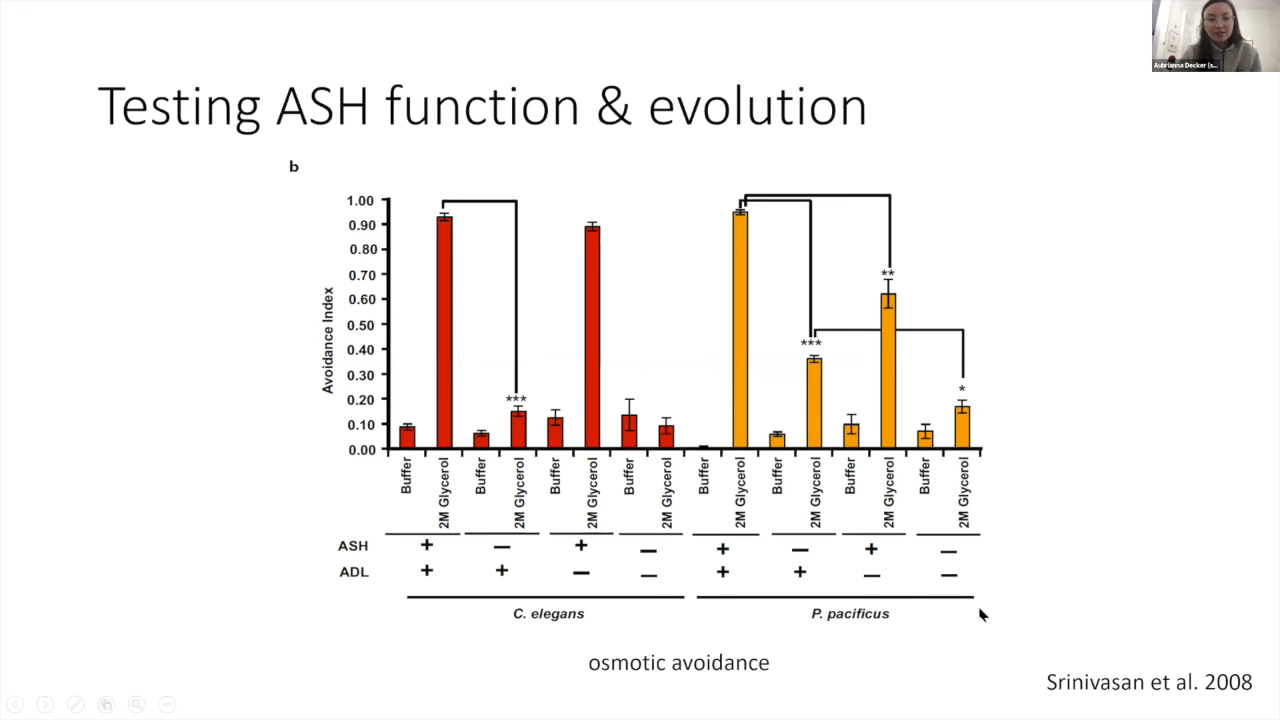 Aubrianna Decker (s...
Testing ASH function & evolution
b
Avoidance Index
1.00
0.90
0.80
0.70
0.60
0.50
0.40
0.30
0.20
0.10
0.00
*** *** ** *
Buffer 2M Glycerol Buffer 2M Glycerol Buffer 2M Glycerol Buffer 2M Glycerol Buffer 2M Glycerol Buffer 2M Glycerol Buffer 2M Glycerol Buffer 2M Glycerol
ASH + − + − + − + −
ADL + + − − + + − −
C. elegans P. pacificus
osmotic avoidance
Srinivasan et al. 2008